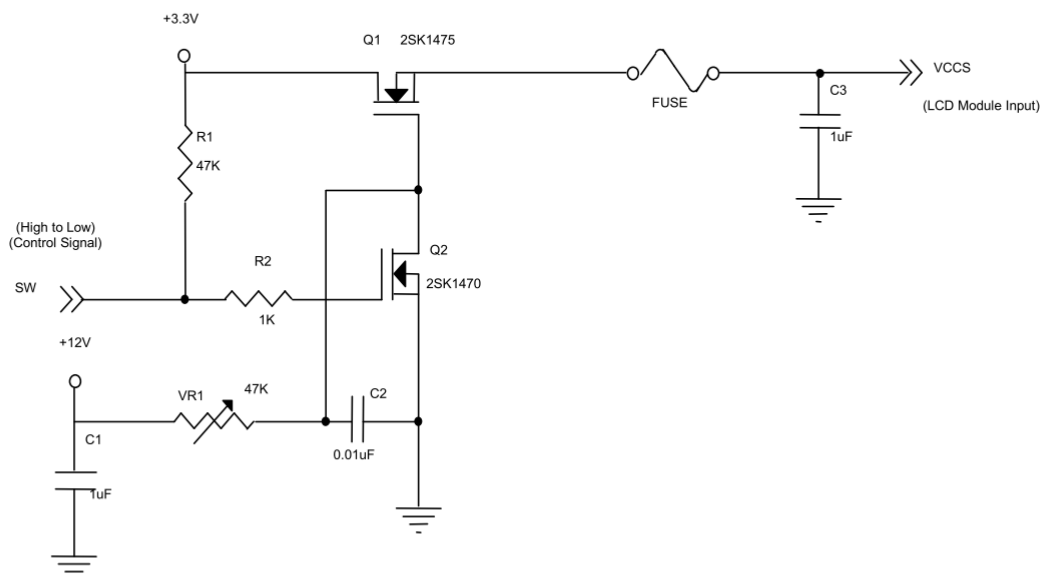 +3.3V
Q1 2SK1475
VCCS
FUSE
C3
(LCD Module Input)
1uF
R1
47K
(High to Low)
(Control Signal)
Q2
R2
SW
2SK1470
1K
+12V
VR1
47K
C2
C1
0.01uF
1uF